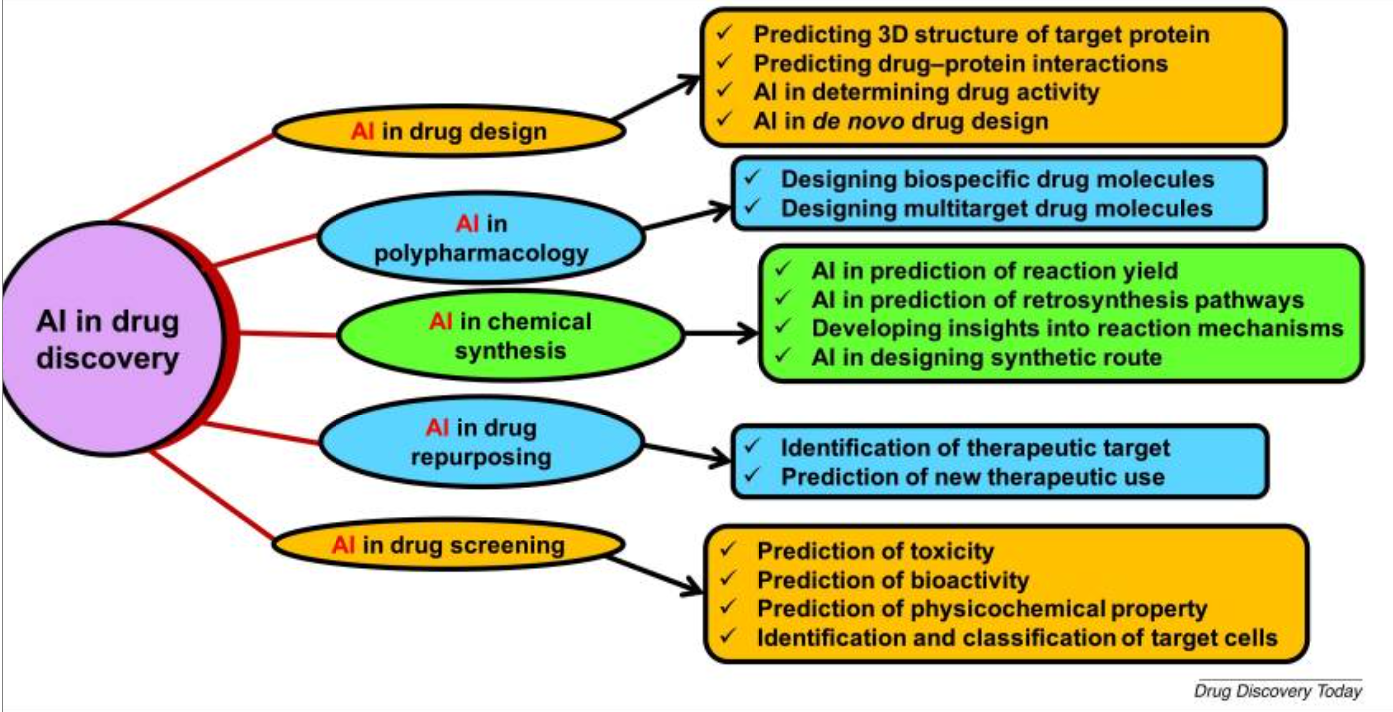 AI in drug
discovery
AI in drug design
Predicting 3D structure of target protein
Predicting drug–protein interactions
AI in determining drug activity
AI in de novo drug design
AI in
polypharmacology
Designing biospecific drug molecules
Designing multitarget drug molecules
AI in chemical
synthesis
AI in prediction of reaction yield
AI in prediction of retrosynthesis pathways
Developing insights into reaction mechanisms
AI in designing synthetic route
AI in drug
repurposing
Identification of therapeutic target
Prediction of new therapeutic use
AI in drug screening
Prediction of toxicity
Prediction of bioactivity
Prediction of physicochemical property
Identification and classification of target cells
Drug Discovery Today